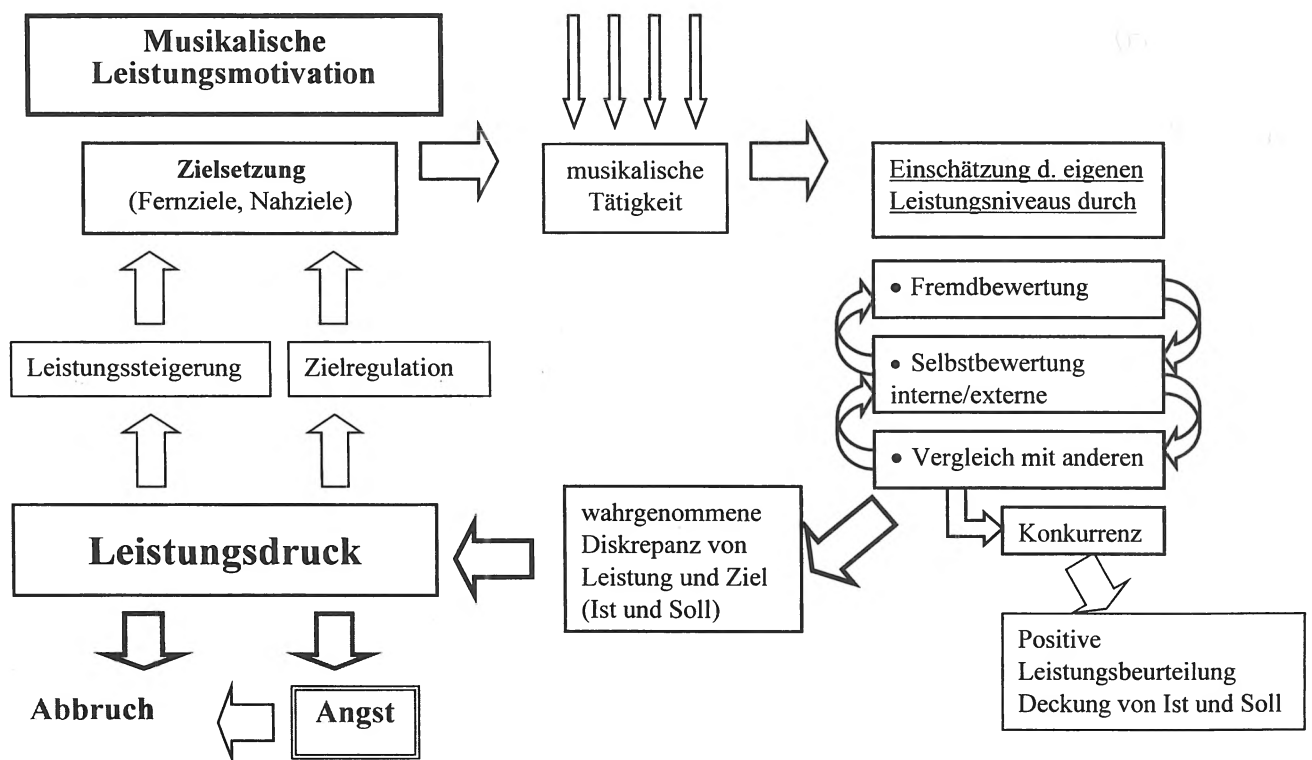 Musikalische
Leistungsmotivation
Zielsetzung
(Fernziele, Nahziele)
musikalische
Tätigkeit
Einschätzung d. eigenen
Leistungsniveaus durch
• Fremdbewertung
• Selbstbewertung
interne/externe
• Vergleich mit anderen
Konkurrenz
Positive
Leistungsbeurteilung
Deckung von Ist und Soll
wahrgenommene
Diskrepanz von
Leistung und Ziel
(Ist und Soll)
Leistungssteigerung
Zielregulation
Leistungsdruck
Abbruch
Angst